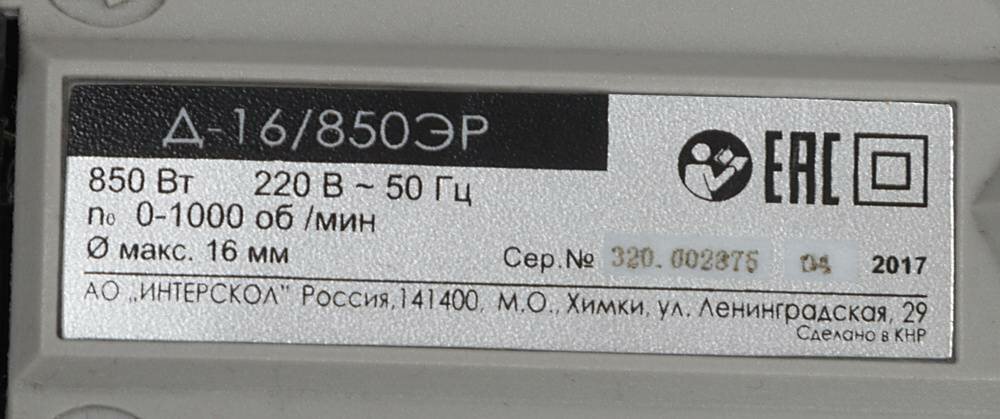 Д-16/850ЭР
850 Вт 220 В ~ 50 Гц
n₀ 0-1000 об /мин
Ø макс. 16 мм
EAC
Сер.№ 320.002875 04 2017
АО „ИНТЕРСКОЛ" Россия,141400, М.О., Химки, ул. Ленинградская, 29
Сделано в КНР